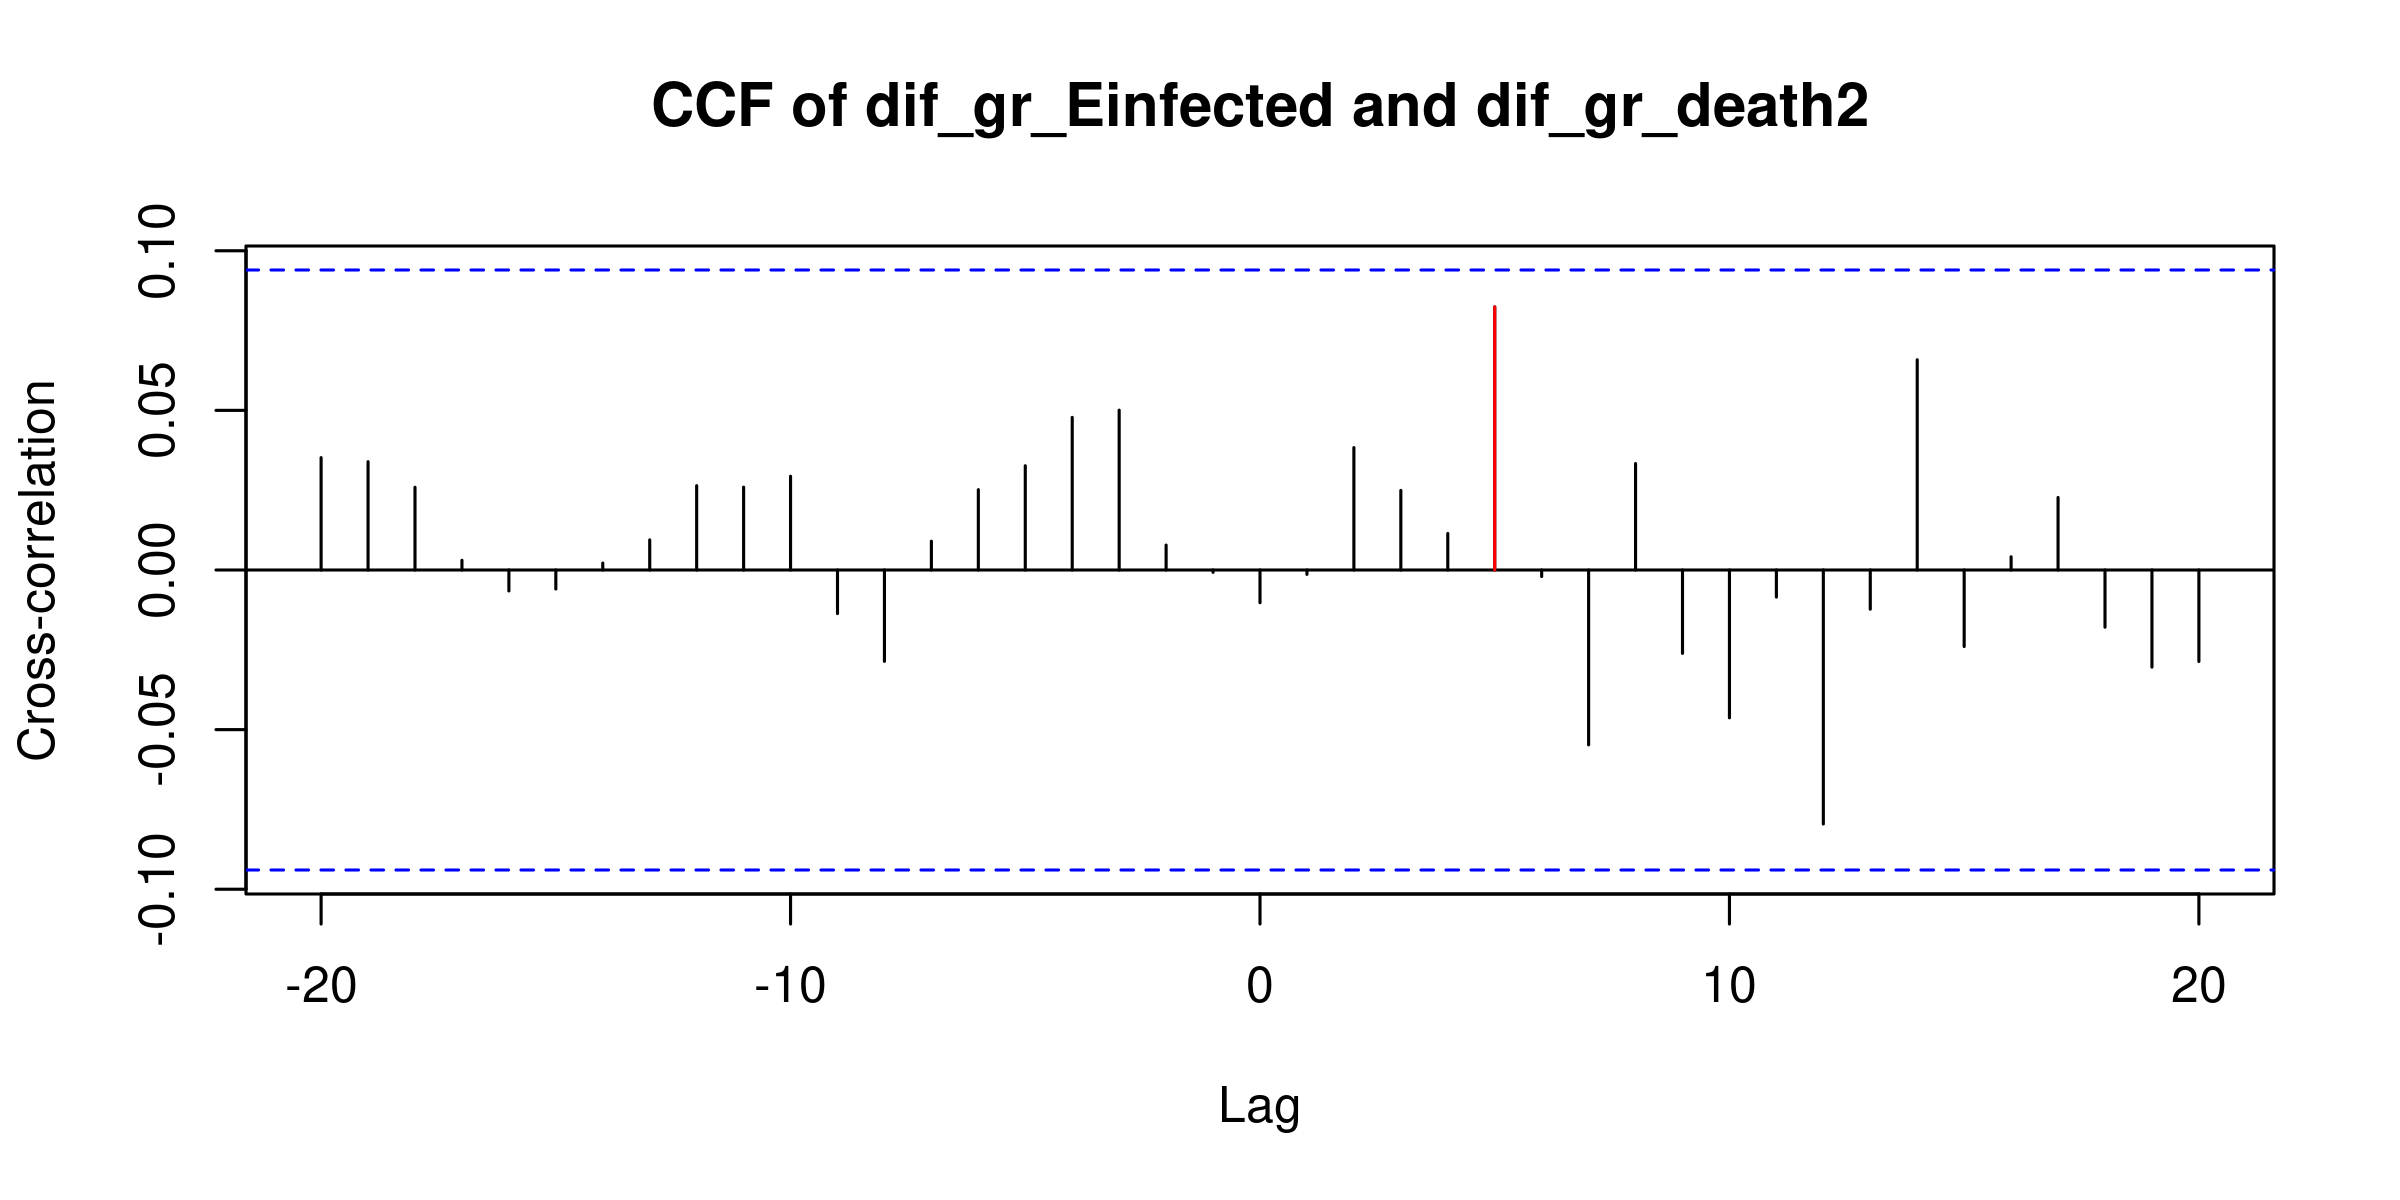 CCF of dif_gr_Einfected and dif_gr_death2
Cross-correlation
0.10
0.05
0.00
-0.05
-0.10
-20 -10 0 10 20
Lag